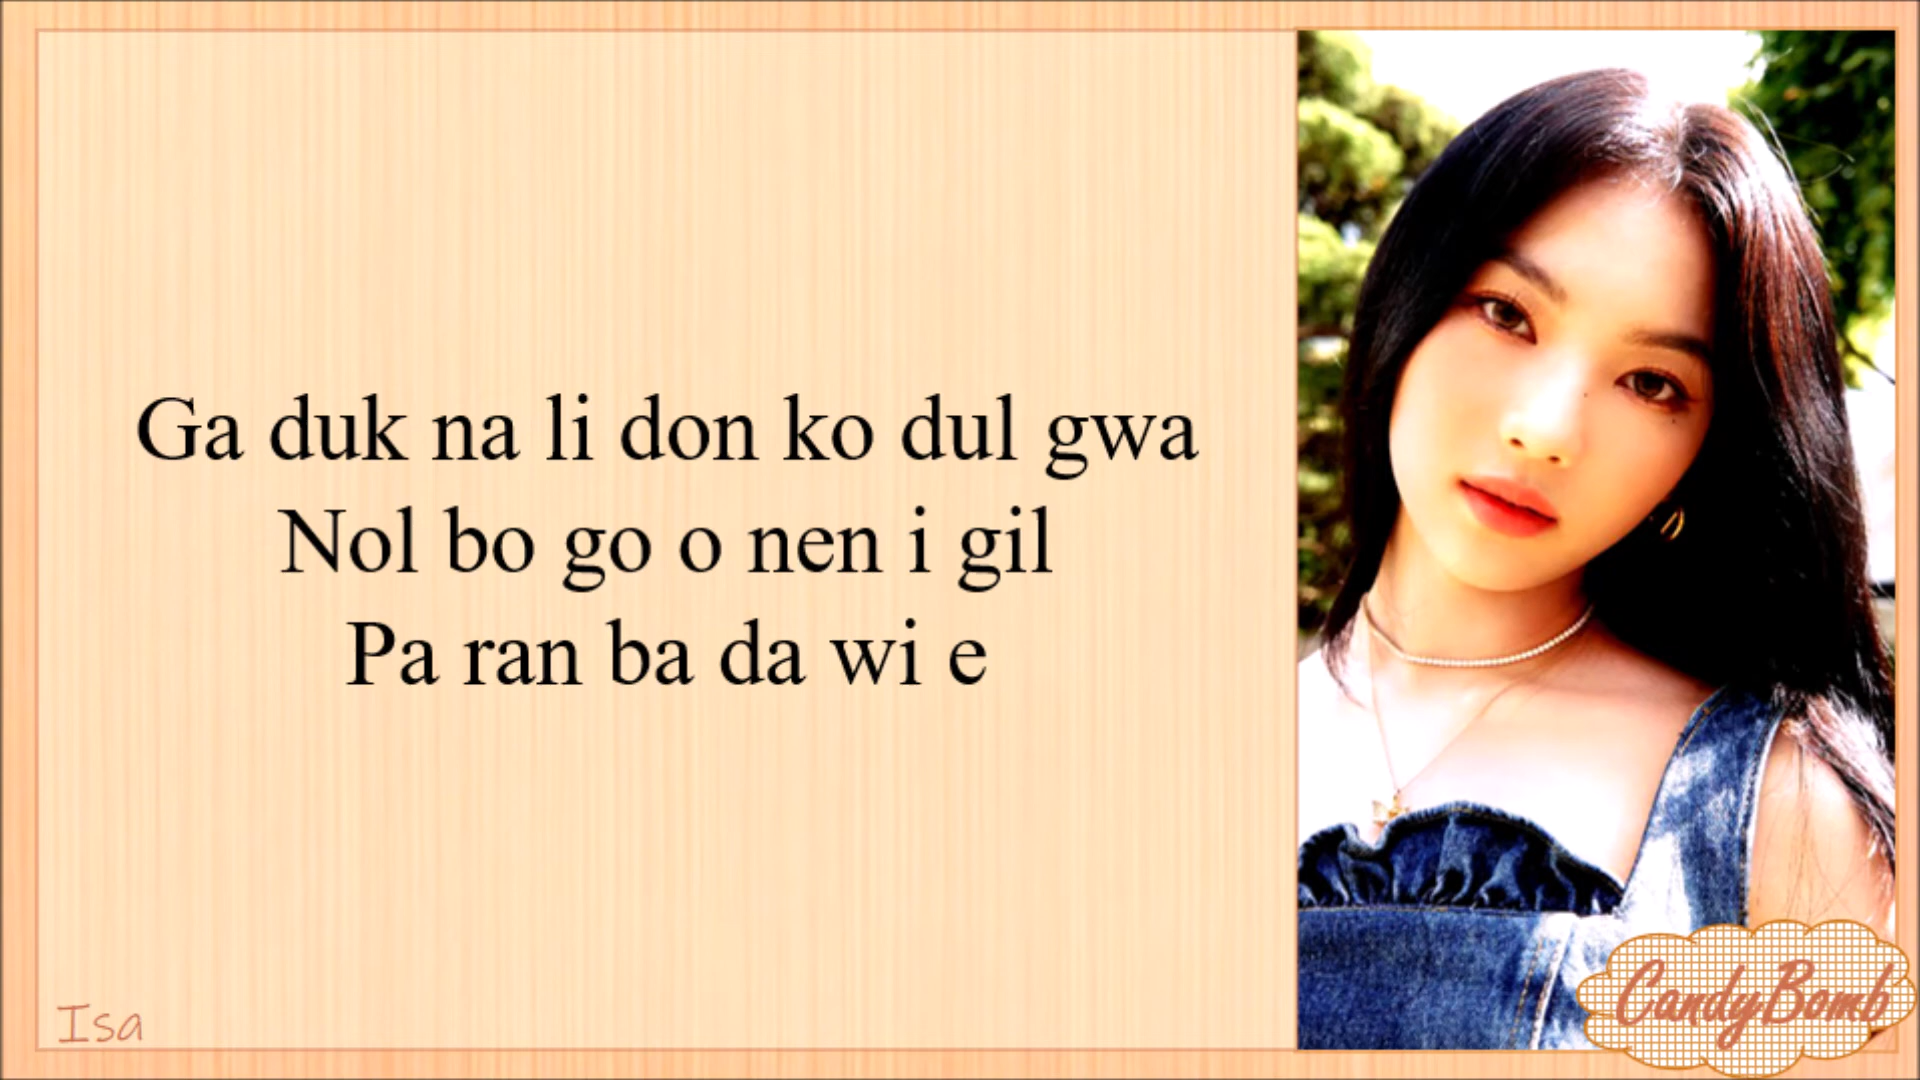 Ga duk na li don ko dul gwa
Nol bo go o nen i gil
Pa ran ba da wi e
Isa
CandyBomb